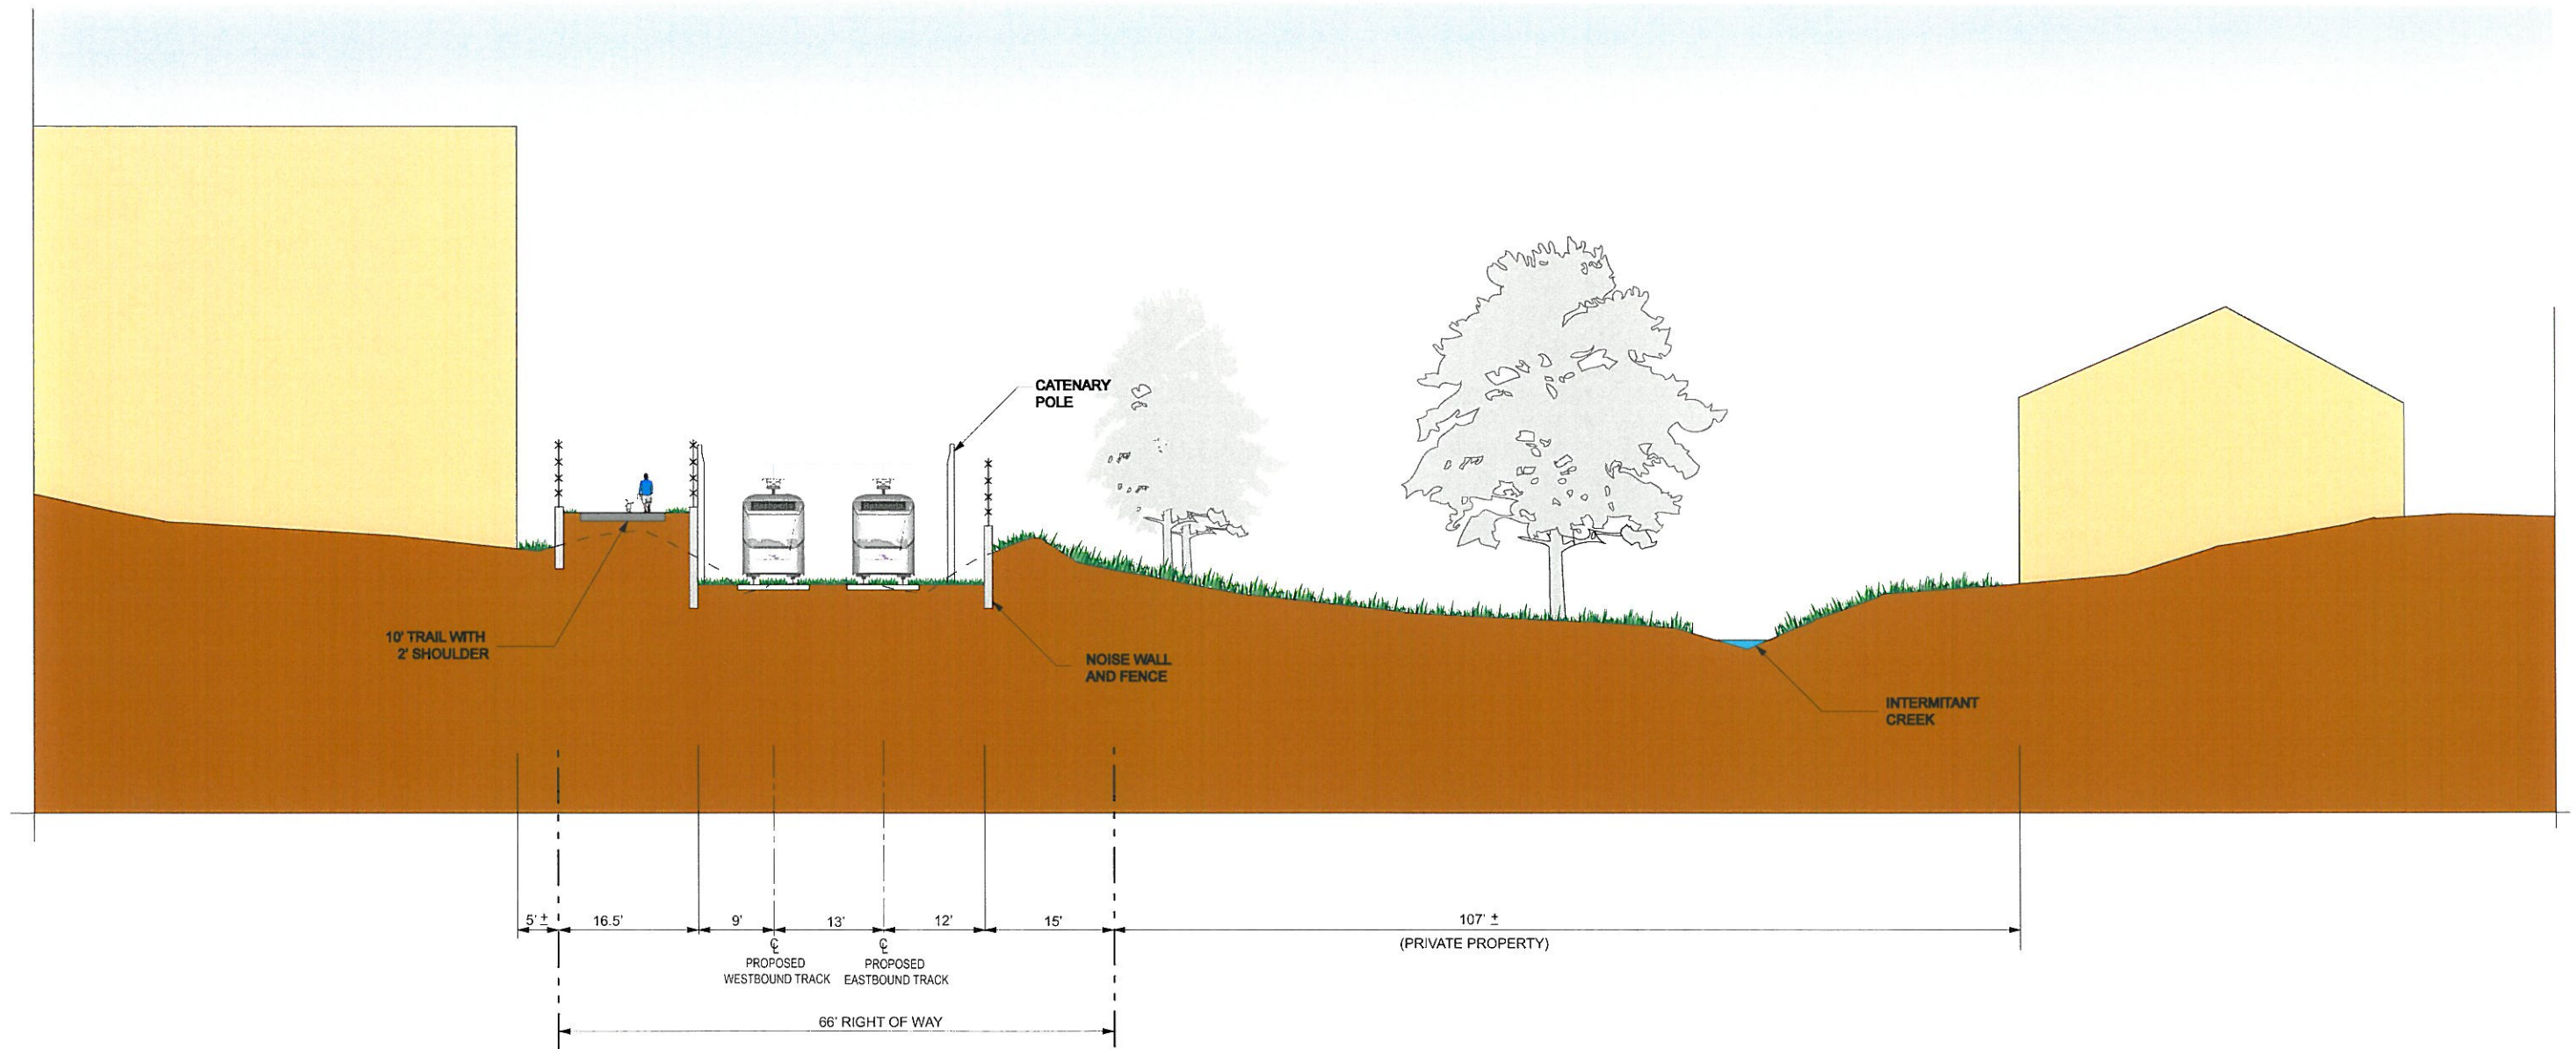 CATENARY
POLE
10' TRAIL WITH
2' SHOULDER
NOISE WALL
AND FENCE
INTERMITANT
CREEK
5' ±
16.5'
9'
13'
12'
15'
107' ±
(PRIVATE PROPERTY)
PROPOSED
WESTBOUND TRACK
PROPOSED
EASTBOUND TRACK
66' RIGHT OF WAY